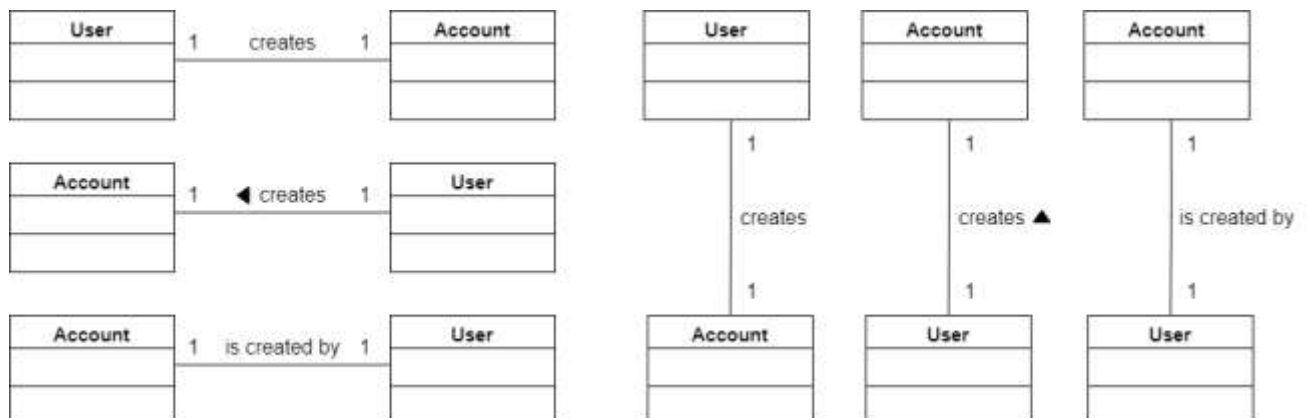 User
1 creates 1
Account
Account
1 ◀ creates 1
User
Account
1 is created by 1
User
User
1
creates
1
Account
Account
1
creates ▲
1
User
Account
1
is created by
1
User